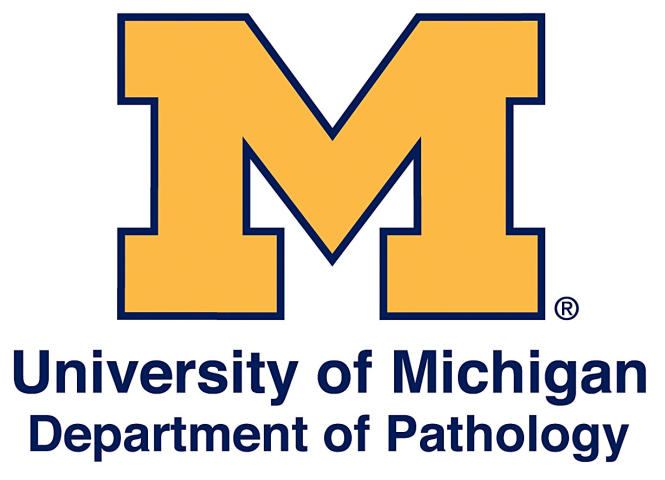 M®
University of Michigan
Department of Pathology